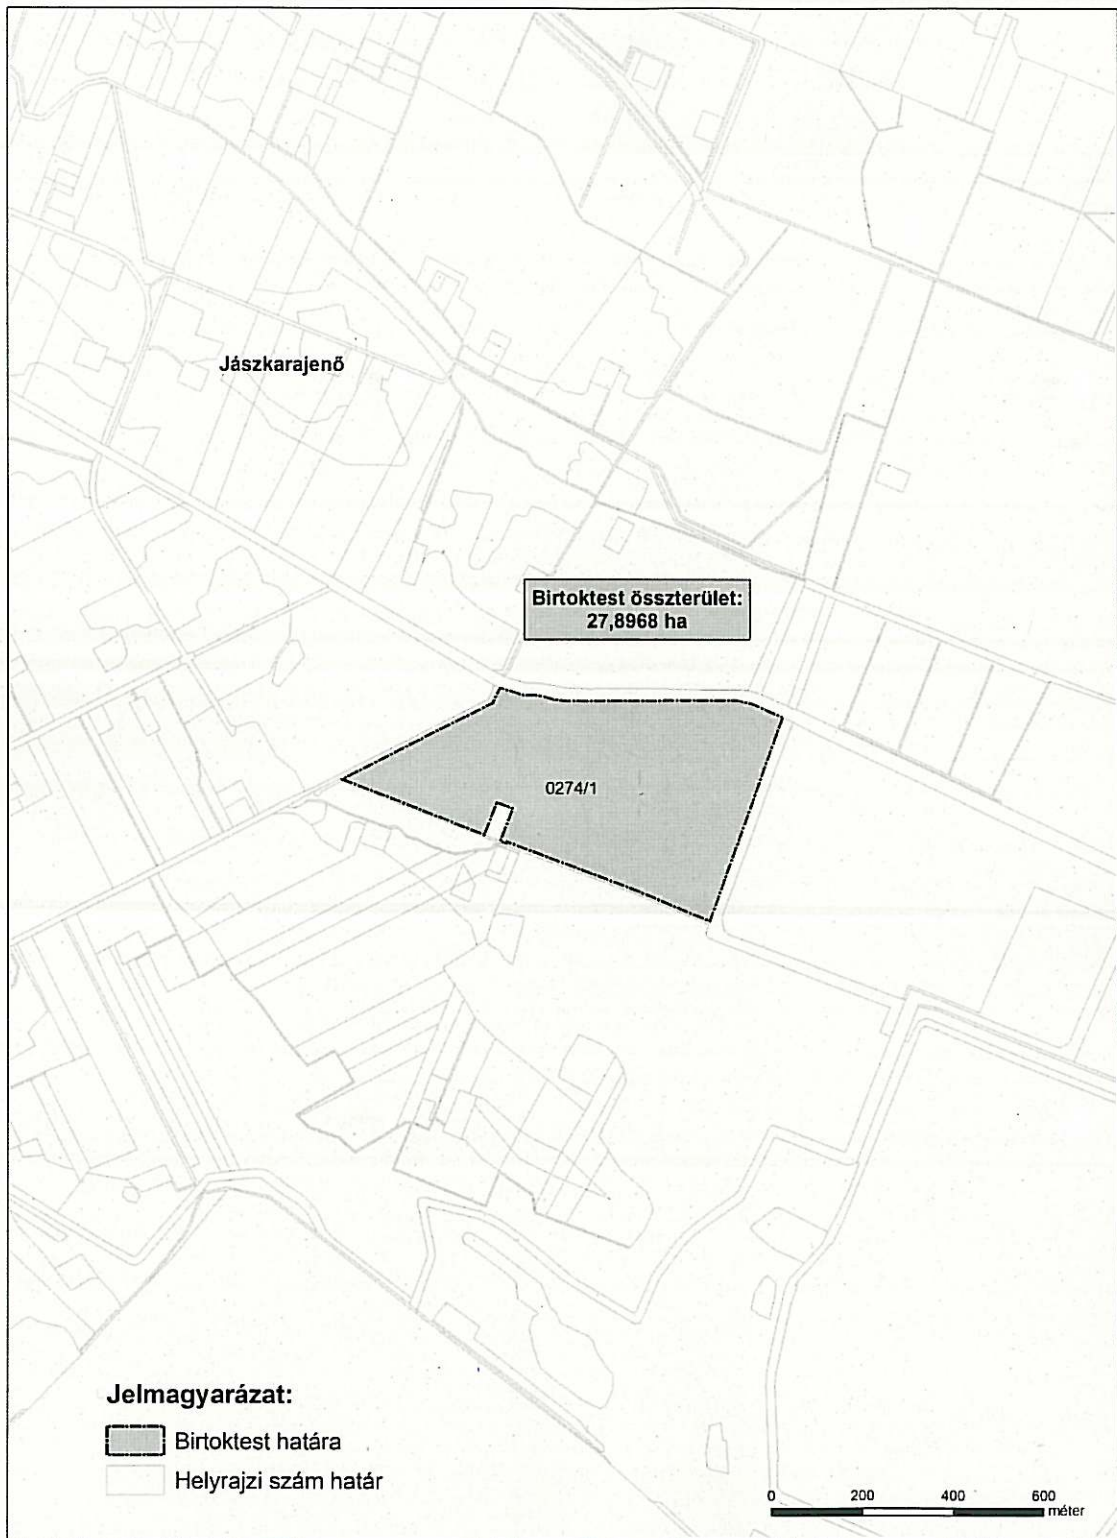 Jászkarajenő
Birtoktest összterület:
27,8968 ha
0274/1
Jelmagyarázat:
Birtoktest határa
Helyrajzi szám határ
0 200 400 600
méter